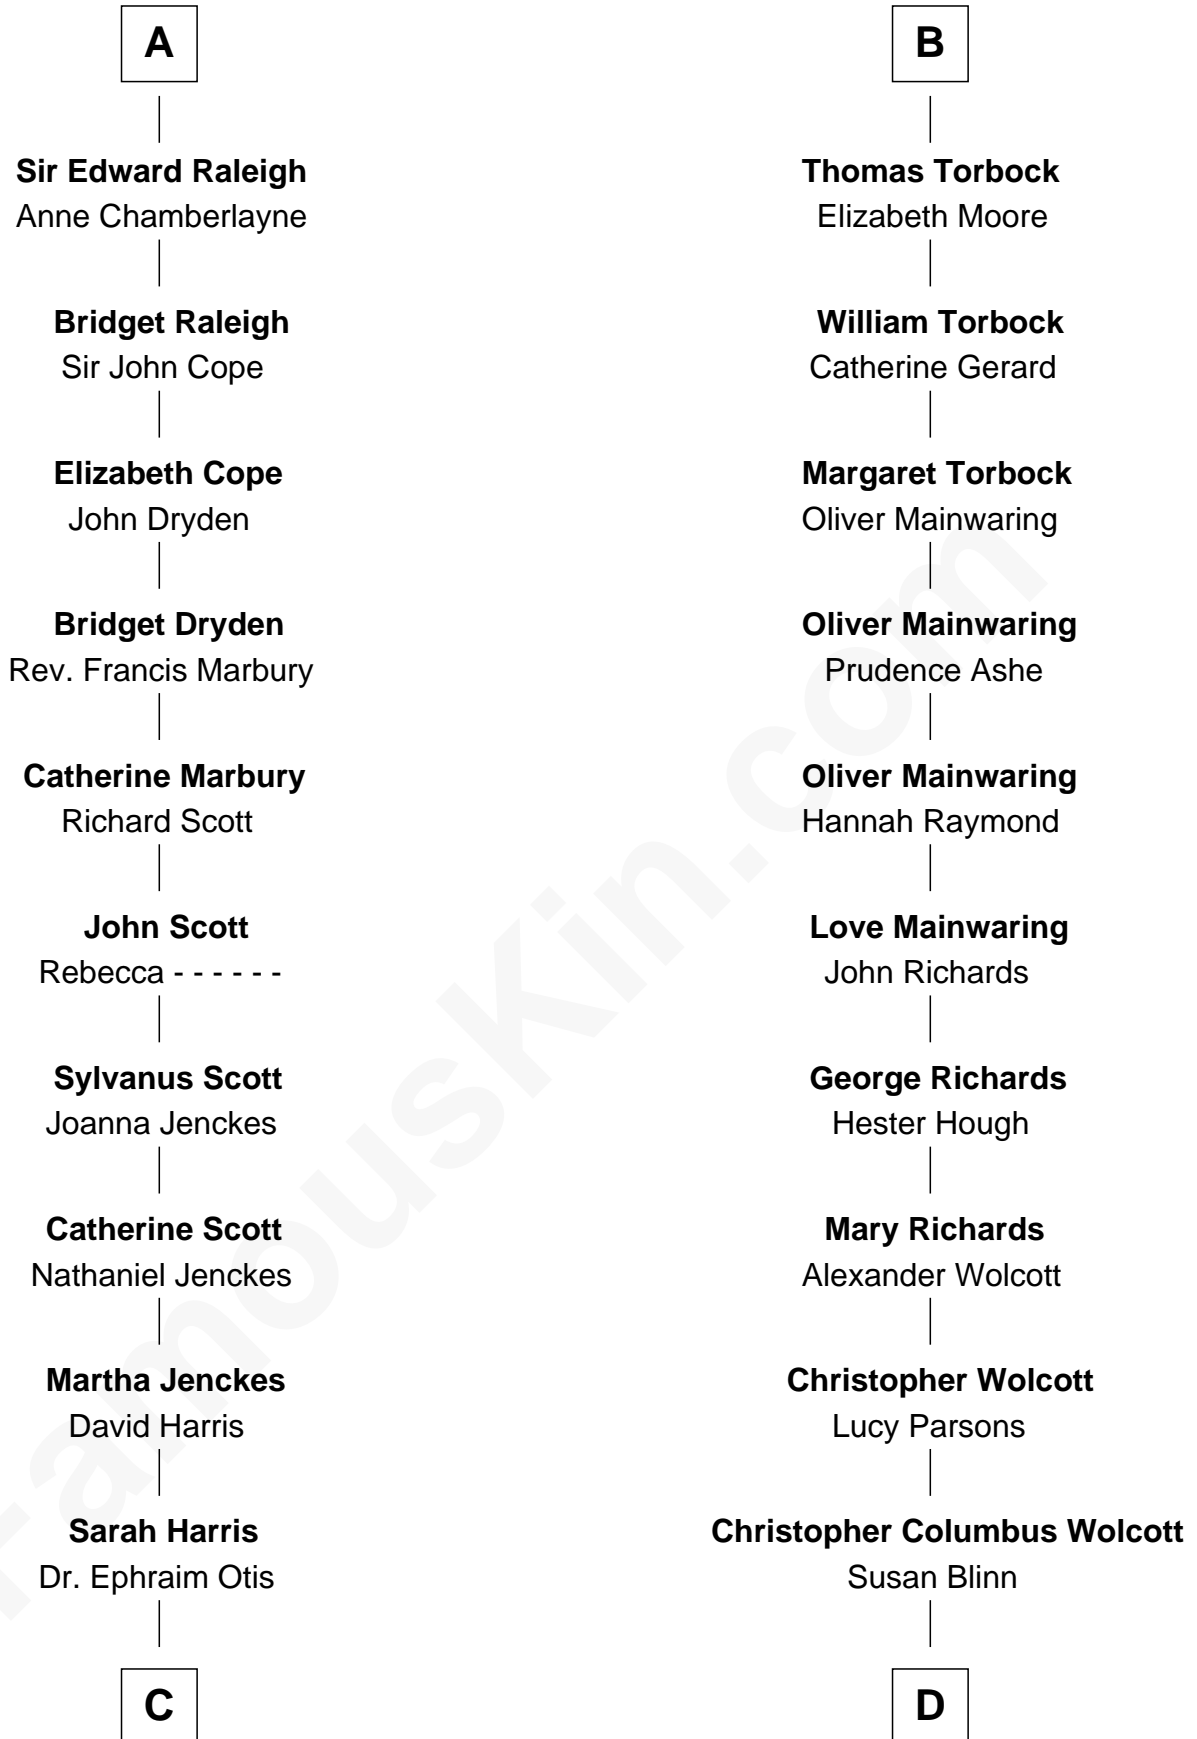 A
Sir Edward Raleigh
Anne Chamberlayne
Bridget Raleigh
Sir John Cope
Elizabeth Cope
John Dryden
Bridget Dryden
Rev. Francis Marbury
Catherine Marbury
Richard Scott
John Scott
Rebecca - - - - - -
Sylvanus Scott
Joanna Jenckes
Catherine Scott
Nathaniel Jenckes
Martha Jenckes
David Harris
Sarah Harris
Dr. Ephraim Otis
C
B
Thomas Torbock
Elizabeth Moore
William Torbock
Catherine Gerard
Margaret Torbock
Oliver Mainwaring
Oliver Mainwaring
Prudence Ashe
Oliver Mainwaring
Hannah Raymond
Love Mainwaring
John Richards
George Richards
Hester Hough
Mary Richards
Alexander Wolcott
Christopher Wolcott
Lucy Parsons
Christopher Columbus Wolcott
Susan Blinn
D
FamousKin.com